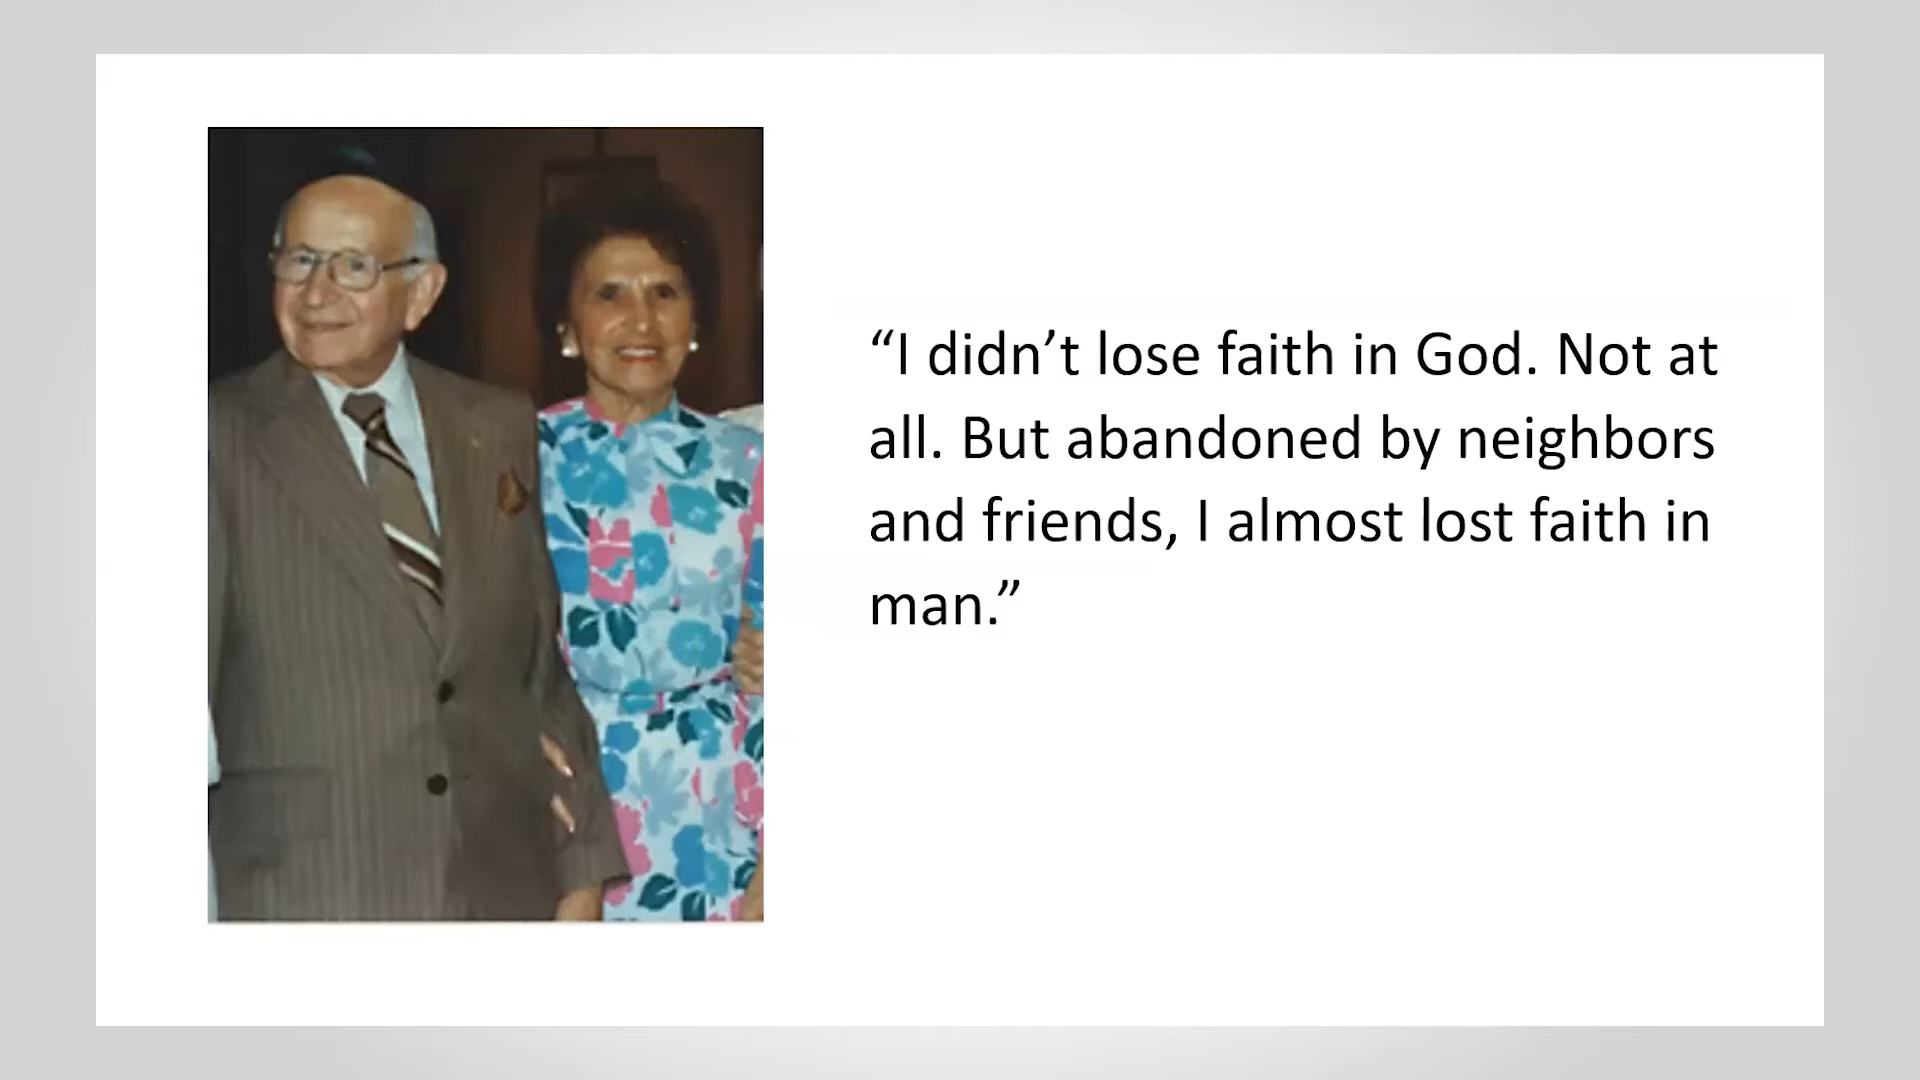 “I didn’t lose faith in God. Not at
all. But abandoned by neighbors
and friends, I almost lost faith in
man.”